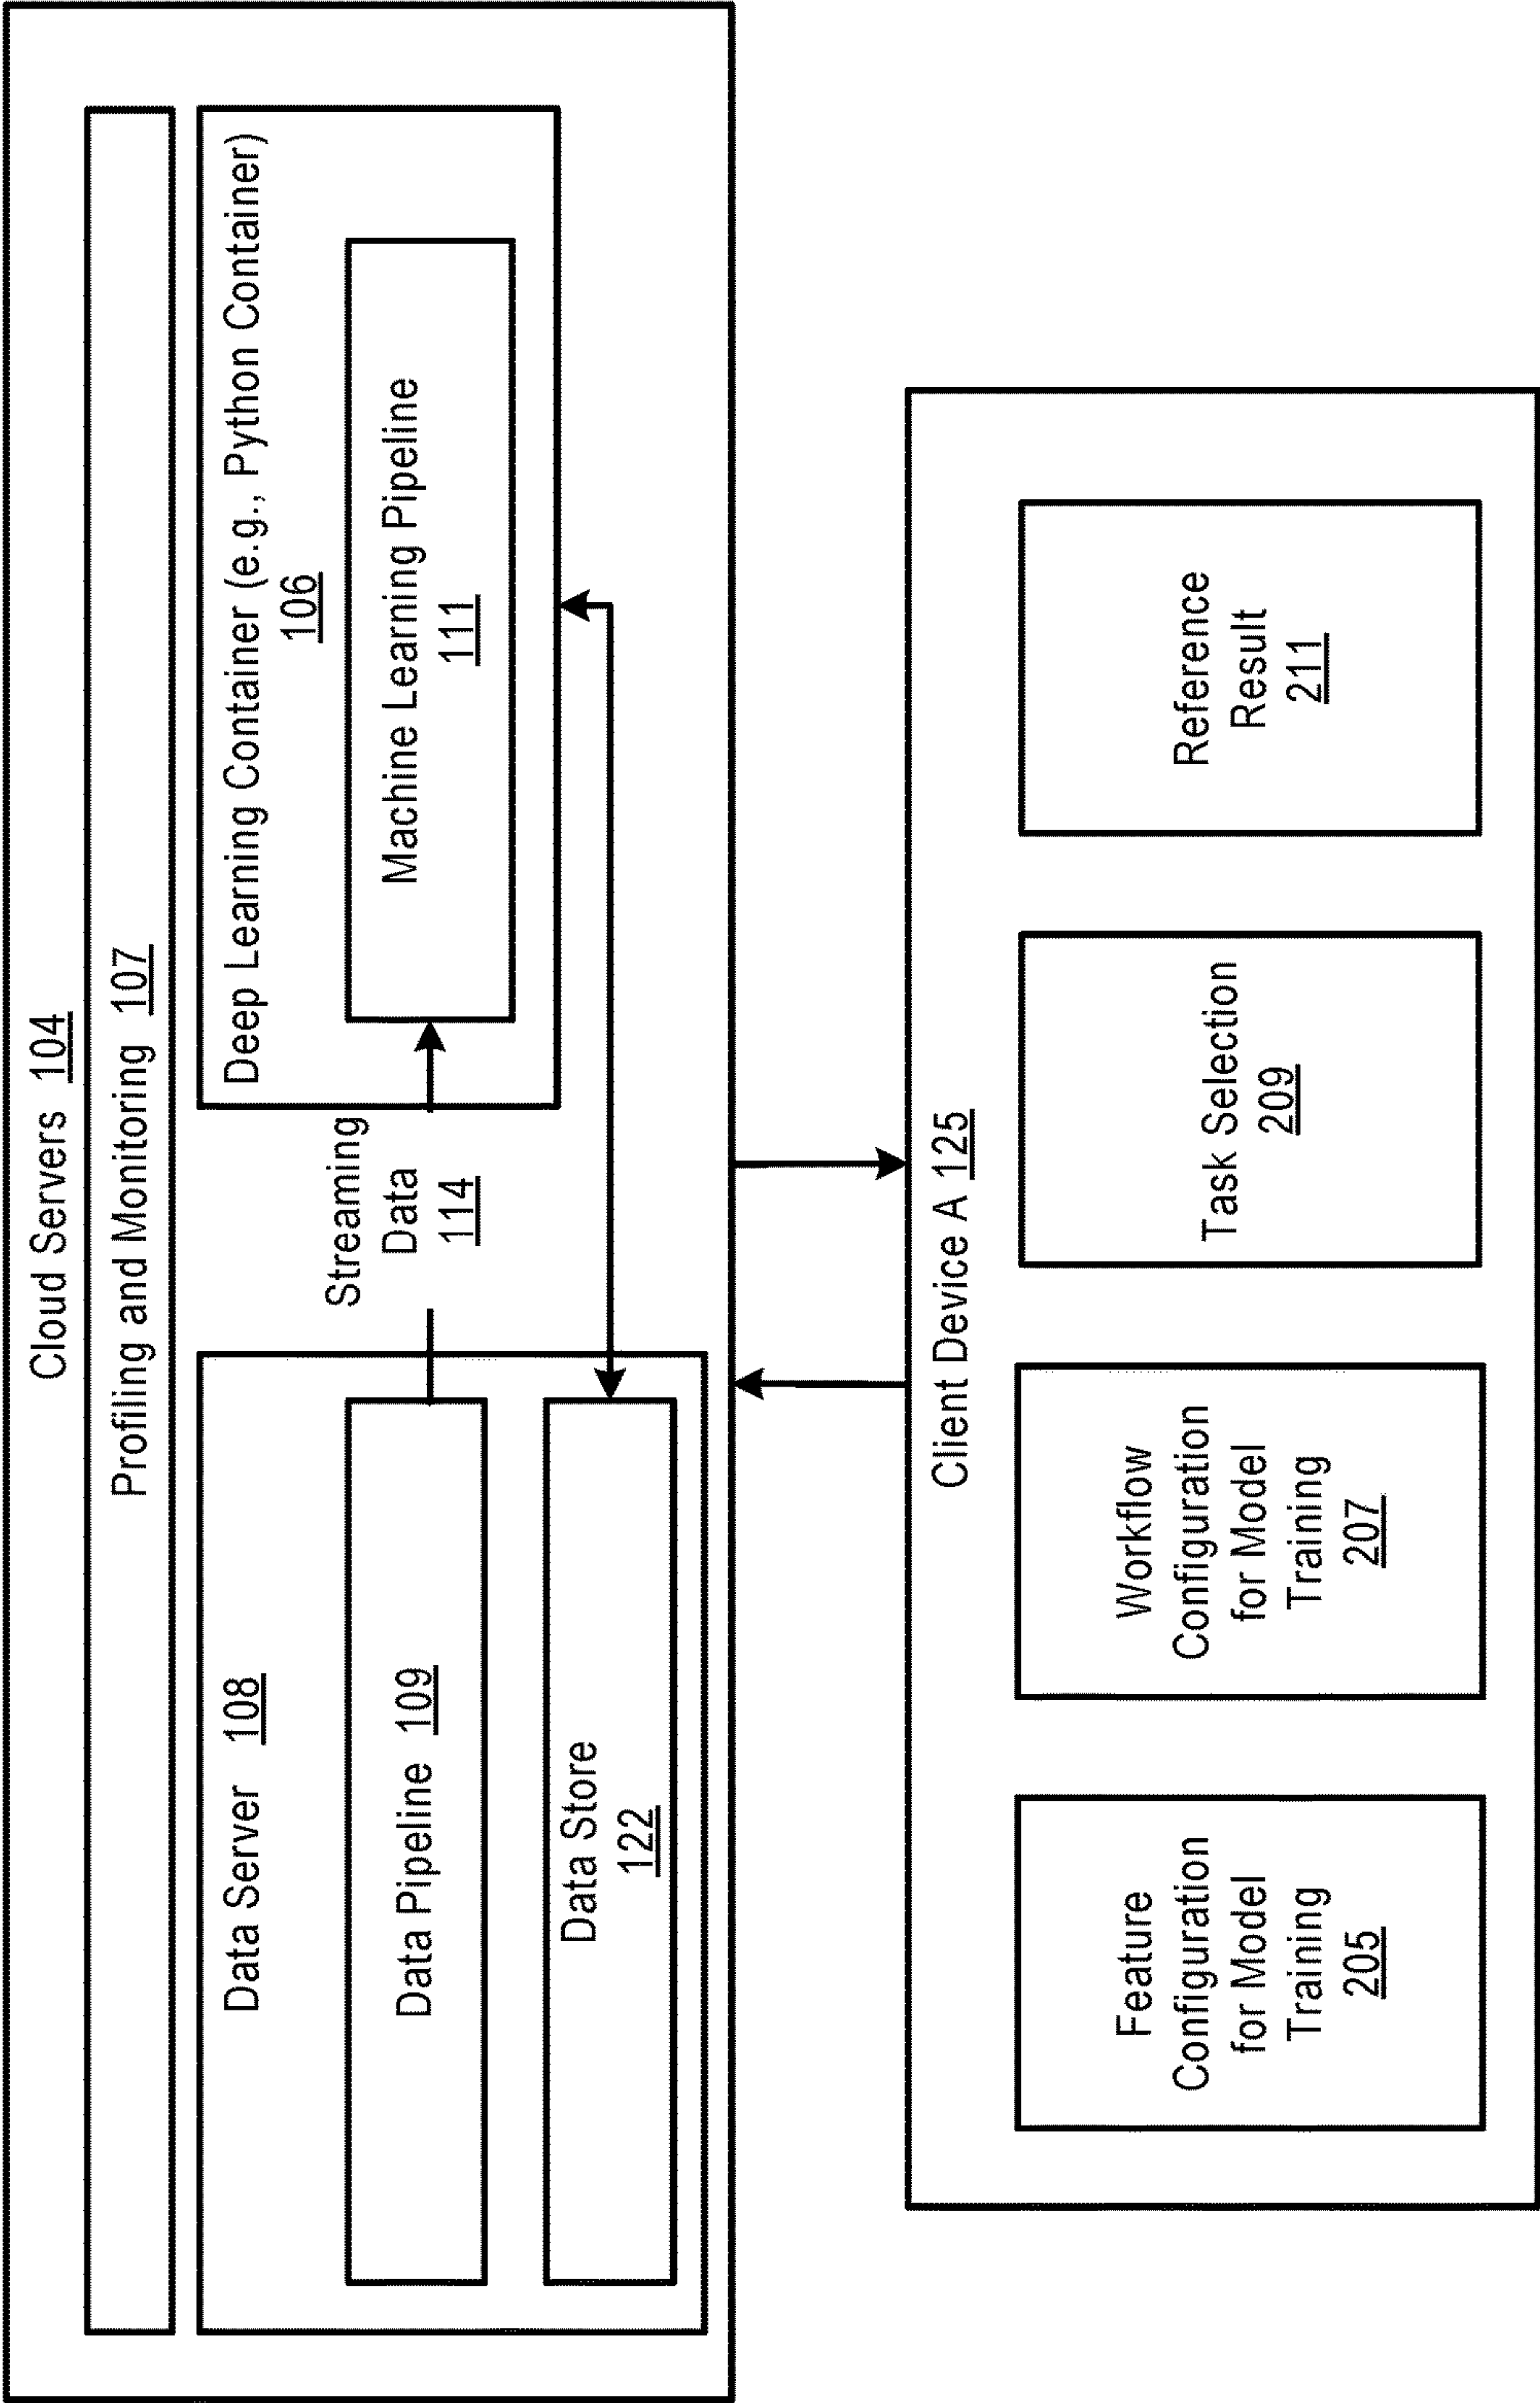 Cloud Servers 104
Profiling and Monitoring 107
Data Server 108
Data Pipeline 109
Data Store
122
Streaming
Data
114
Deep Learning Container (e.g., Python Container)
106
Machine Learning Pipeline
111
Client Device A 125
Feature
Configuration
for Model
Training
205
Workflow
Configuration
for Model
Training
207
Task Selection
209
Reference
Result
211